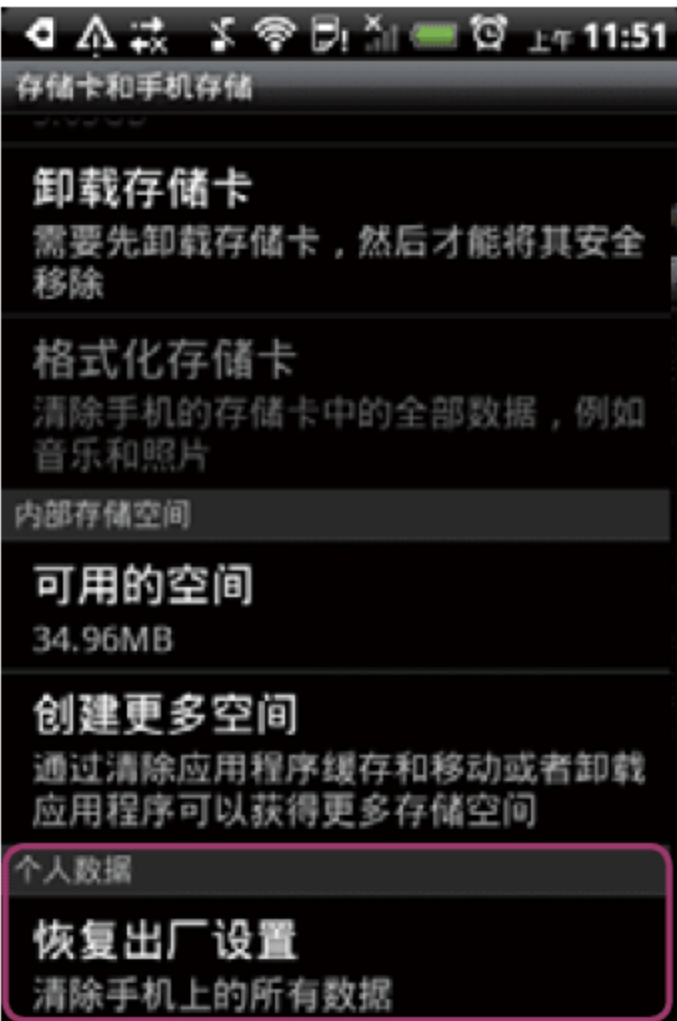 上午 11:51
存储卡和手机存储
卸载存储卡
需要先卸载存储卡，然后才能将其安全
移除
格式化存储卡
清除手机的存储卡中的全部数据，例如
音乐和照片
内部存储空间
可用的空间
34.96MB
创建更多空间
通过清除应用程序缓存和移动或者卸载
应用程序可以获得更多存储空间
个人数据
恢复出厂设置
清除手机上的所有数据